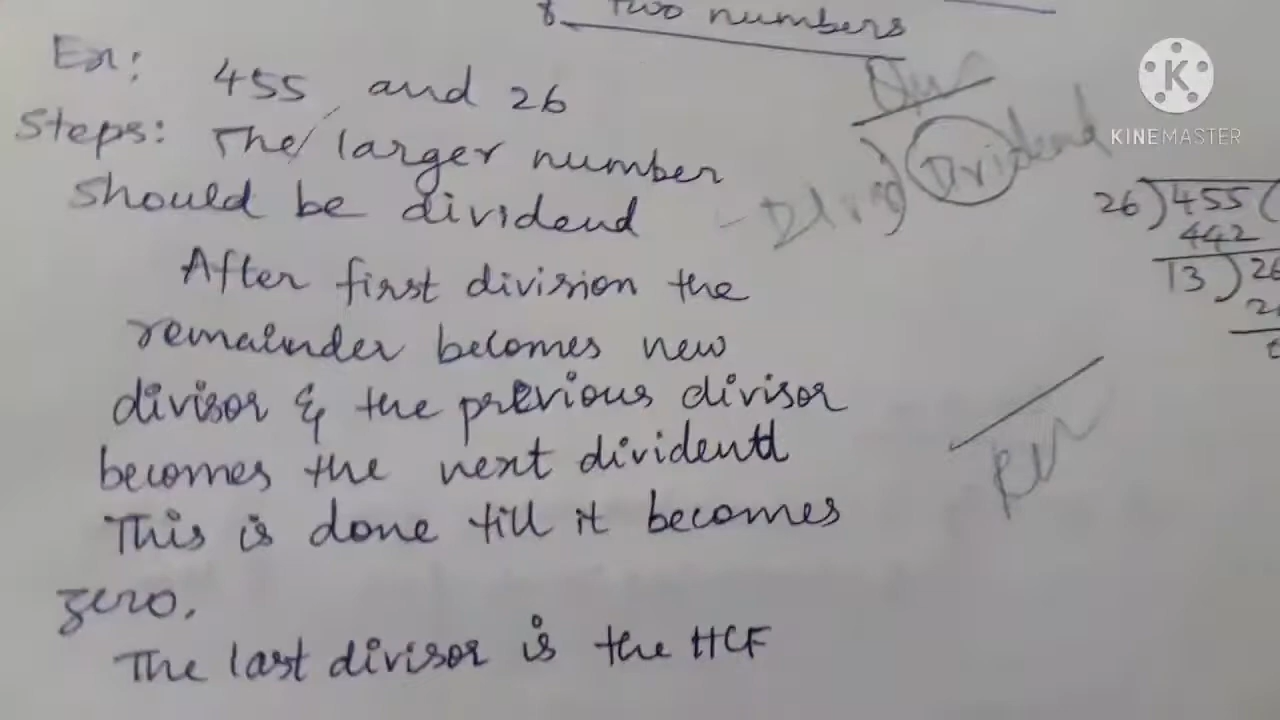 & two numbers
Ex: 455 and 26
Steps: The larger number
should be dividend
After first division the
remainder becomes new
divisor & the previous divisor
becomes the next dividend
This is done till it becomes
zero.
The last divisor is the HCF
Dividend
26)455(
442
13)26
K
KINEMASTER